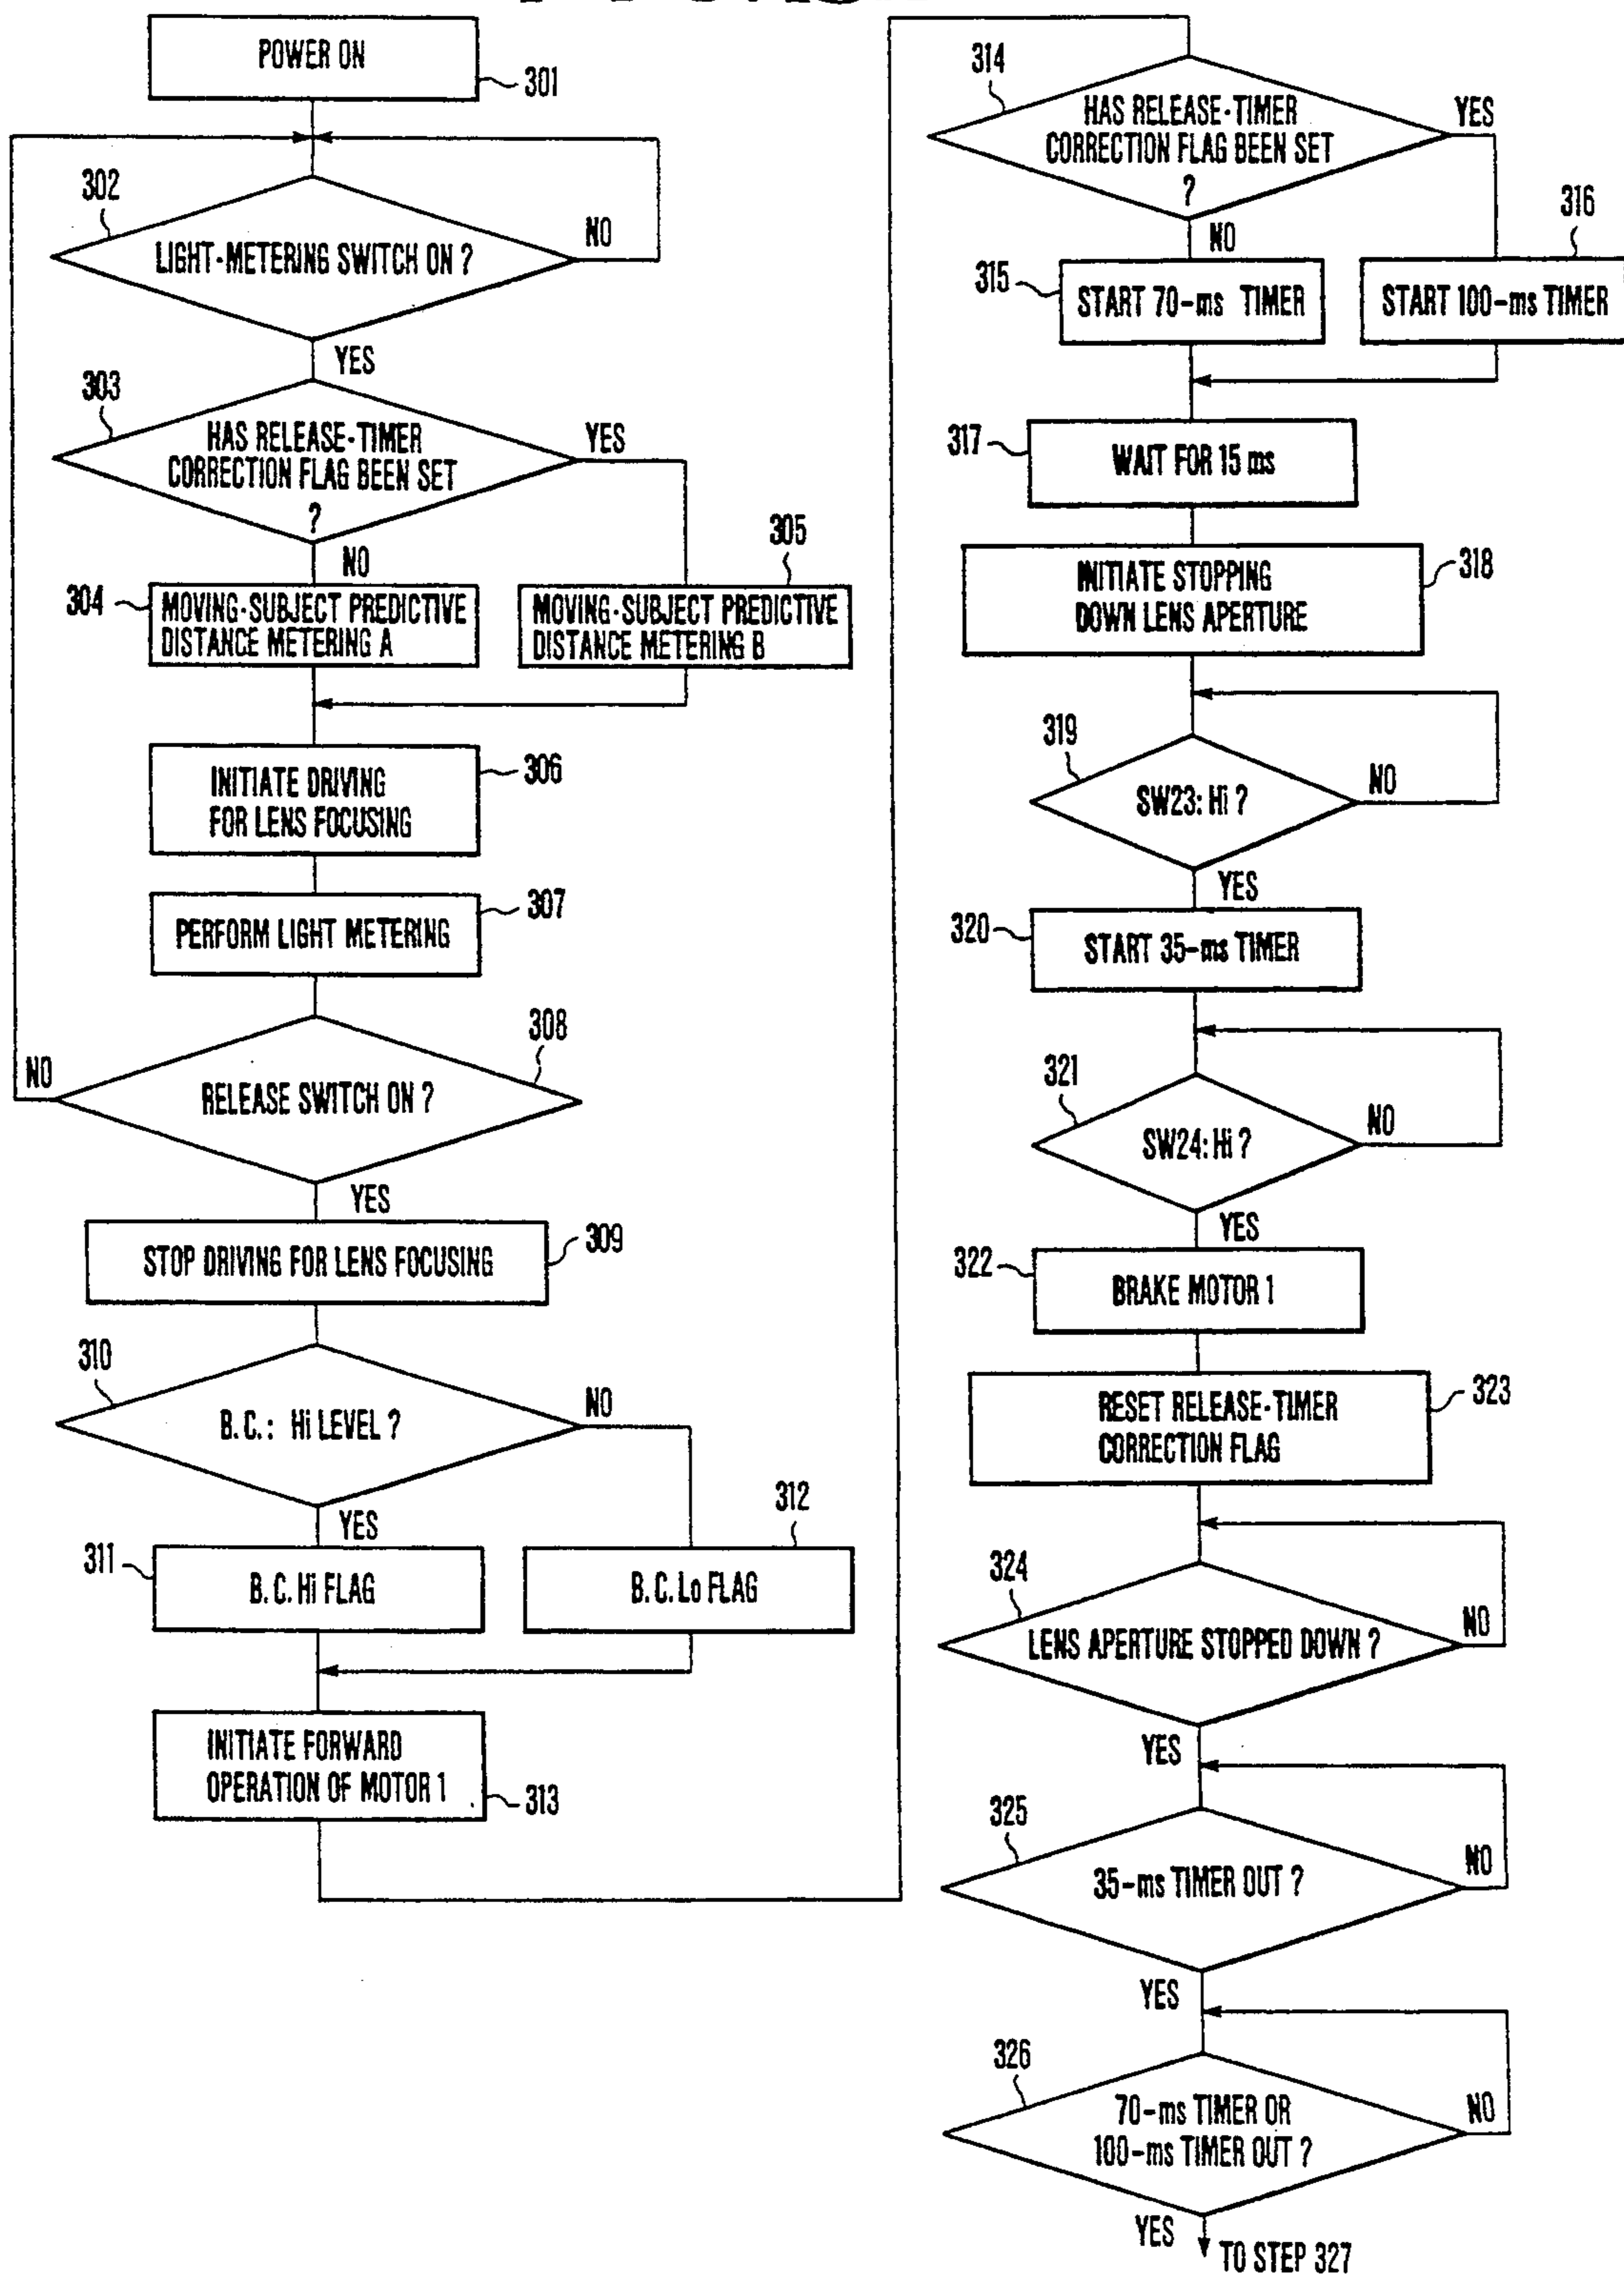 POWER ON
301
302
LIGHT-METERING SWITCH ON ?
NO
YES
303
HAS RELEASE-TIMER
CORRECTION FLAG BEEN SET
?
YES
NO
304
MOVING-SUBJECT PREDICTIVE
DISTANCE METERING A
305
MOVING-SUBJECT PREDICTIVE
DISTANCE METERING B
INITIATE DRIVING
FOR LENS FOCUSING
306
PERFORM LIGHT METERING
307
308
RELEASE SWITCH ON ?
NO
YES
STOP DRIVING FOR LENS FOCUSING
309
310
B.C.: Hi LEVEL ?
NO
YES
311
B.C. Hi FLAG
312
B.C. Lo FLAG
INITIATE FORWARD
OPERATION OF MOTOR 1
313
314
HAS RELEASE-TIMER
CORRECTION FLAG BEEN SET
?
YES
NO
315
START 70-ms TIMER
316
START 100-ms TIMER
317
WAIT FOR 15 ms
INITIATE STOPPING
DOWN LENS APERTURE
318
319
SW23: Hi ?
NO
YES
320
START 35-ms TIMER
321
SW24: Hi ?
NO
YES
322
BRAKE MOTOR 1
RESET RELEASE-TIMER
CORRECTION FLAG
323
324
LENS APERTURE STOPPED DOWN ?
NO
YES
325
35-ms TIMER OUT ?
NO
YES
326
70-ms TIMER OR
100-ms TIMER OUT ?
NO
YES
TO STEP 327